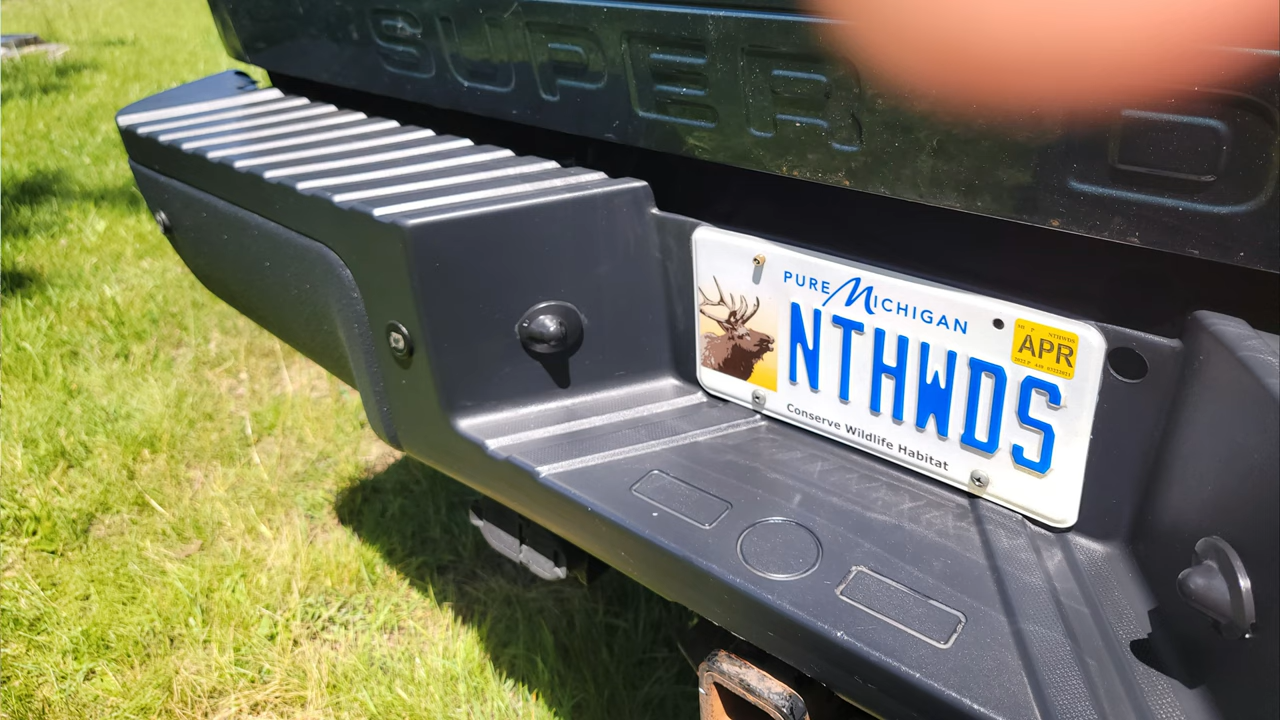 SUPER D
PURE MICHIGAN
NTHWDS
APR
Conserve Wildlife Habitat